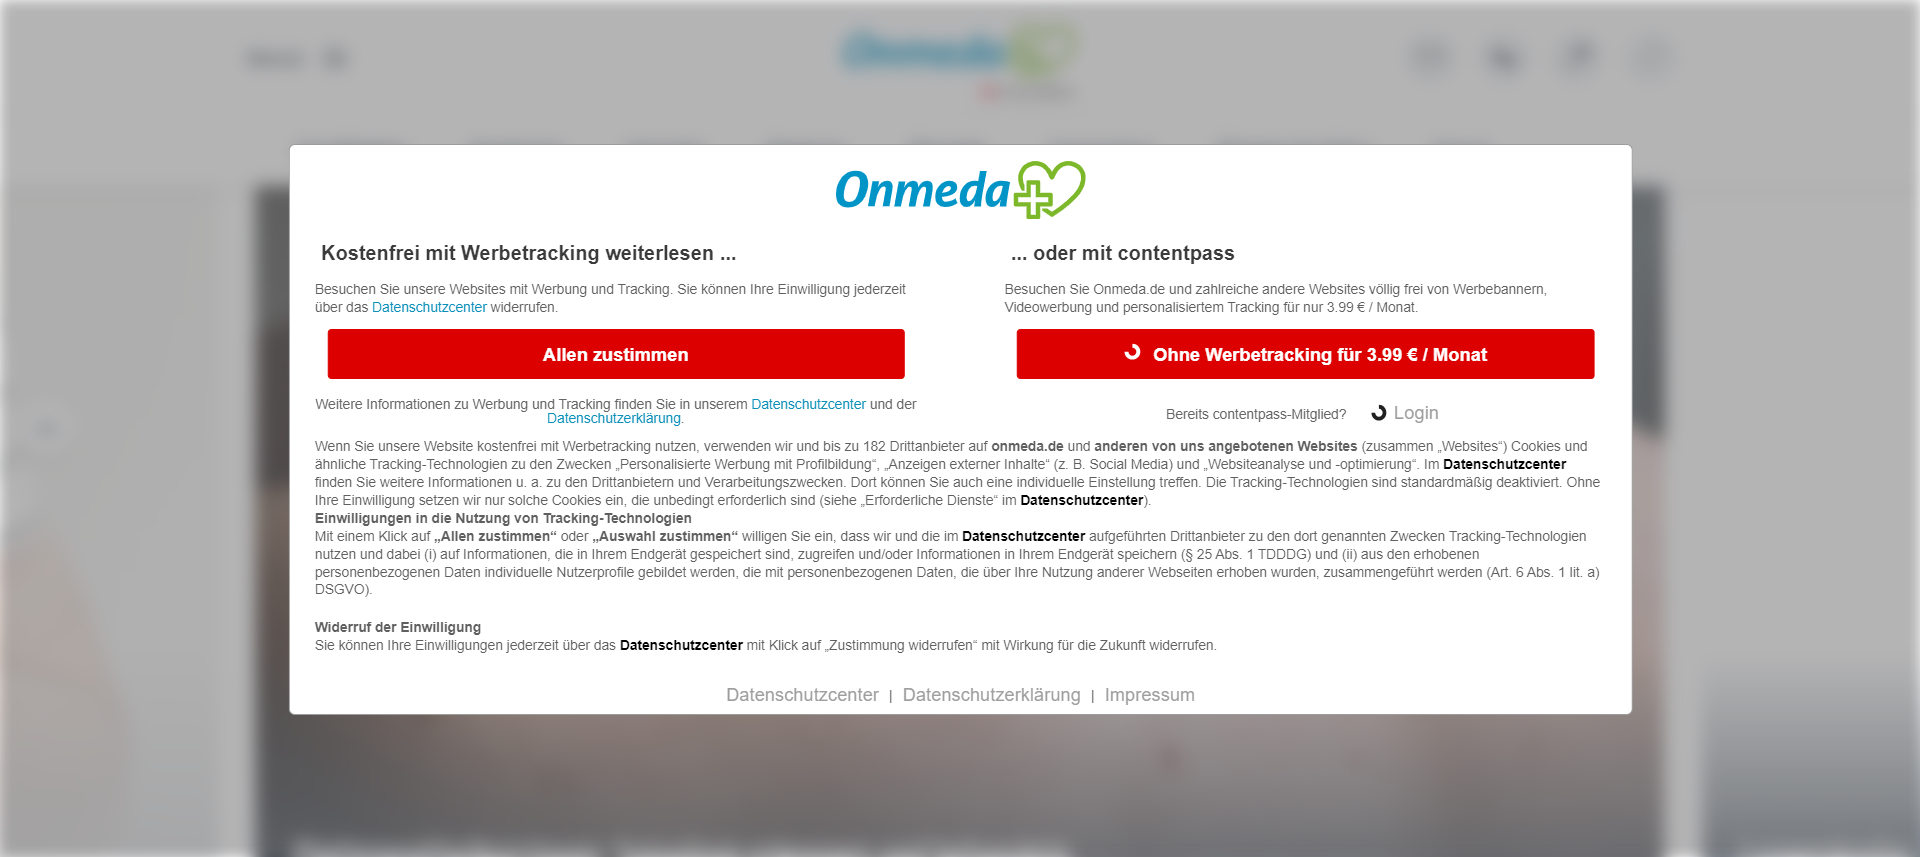 Onmeda
Kostenfrei mit Werbetracking weiterlesen ...
Besuchen Sie unsere Websites mit Werbung und Tracking. Sie können Ihre Einwilligung jederzeit
über das Datenschutzcenter widerrufen.
Allen zustimmen
Weitere Informationen zu Werbung und Tracking finden Sie in unserem Datenschutzcenter und der
Datenschutzerklärung.
... oder mit contentpass
Besuchen Sie Onmeda.de und zahlreiche andere Websites völlig frei von Werbebannern,
Videowerbung und personalisiertem Tracking für nur 3.99 € / Monat.
Ohne Werbetracking für 3.99 € / Monat
Bereits contentpass-Mitglied? Login
Wenn Sie unsere Website kostenfrei mit Werbetracking nutzen, verwenden wir und bis zu 182 Drittanbieter auf onmeda.de und anderen von uns angebotenen Websites (zusammen „Websites“) Cookies und
ähnliche Tracking-Technologien zu den Zwecken „Personalisierte Werbung mit Profilbildung“, „Anzeigen externer Inhalte“ (z. B. Social Media) und „Websiteanalyse und -optimierung“. Im Datenschutzcenter
finden Sie weitere Informationen u. a. zu den Drittanbietern und Verarbeitungszwecken. Dort können Sie auch eine individuelle Einstellung treffen. Die Tracking-Technologien sind standardmäßig deaktiviert. Ohne
Ihre Einwilligung setzen wir nur solche Cookies ein, die unbedingt erforderlich sind (siehe „Erforderliche Dienste“ im Datenschutzcenter).
Einwilligungen in die Nutzung von Tracking-Technologien
Mit einem Klick auf „Allen zustimmen“ oder „Auswahl zustimmen“ willigen Sie ein, dass wir und die im Datenschutzcenter aufgeführten Drittanbieter zu den dort genannten Zwecken Tracking-Technologien
nutzen und dabei (i) auf Informationen, die in Ihrem Endgerät gespeichert sind, zugreifen und/oder Informationen in Ihrem Endgerät speichern (§ 25 Abs. 1 TDDDG) und (ii) aus den erhobenen
personenbezogenen Daten individuelle Nutzerprofile gebildet werden, die mit personenbezogenen Daten, die über Ihre Nutzung anderer Webseiten erhoben wurden, zusammengeführt werden (Art. 6 Abs. 1 lit. a)
DSGVO).
Widerruf der Einwilligung
Sie können Ihre Einwilligungen jederzeit über das Datenschutzcenter mit Klick auf „Zustimmung widerrufen“ mit Wirkung für die Zukunft widerrufen.
Datenschutzcenter | Datenschutzerklärung | Impressum